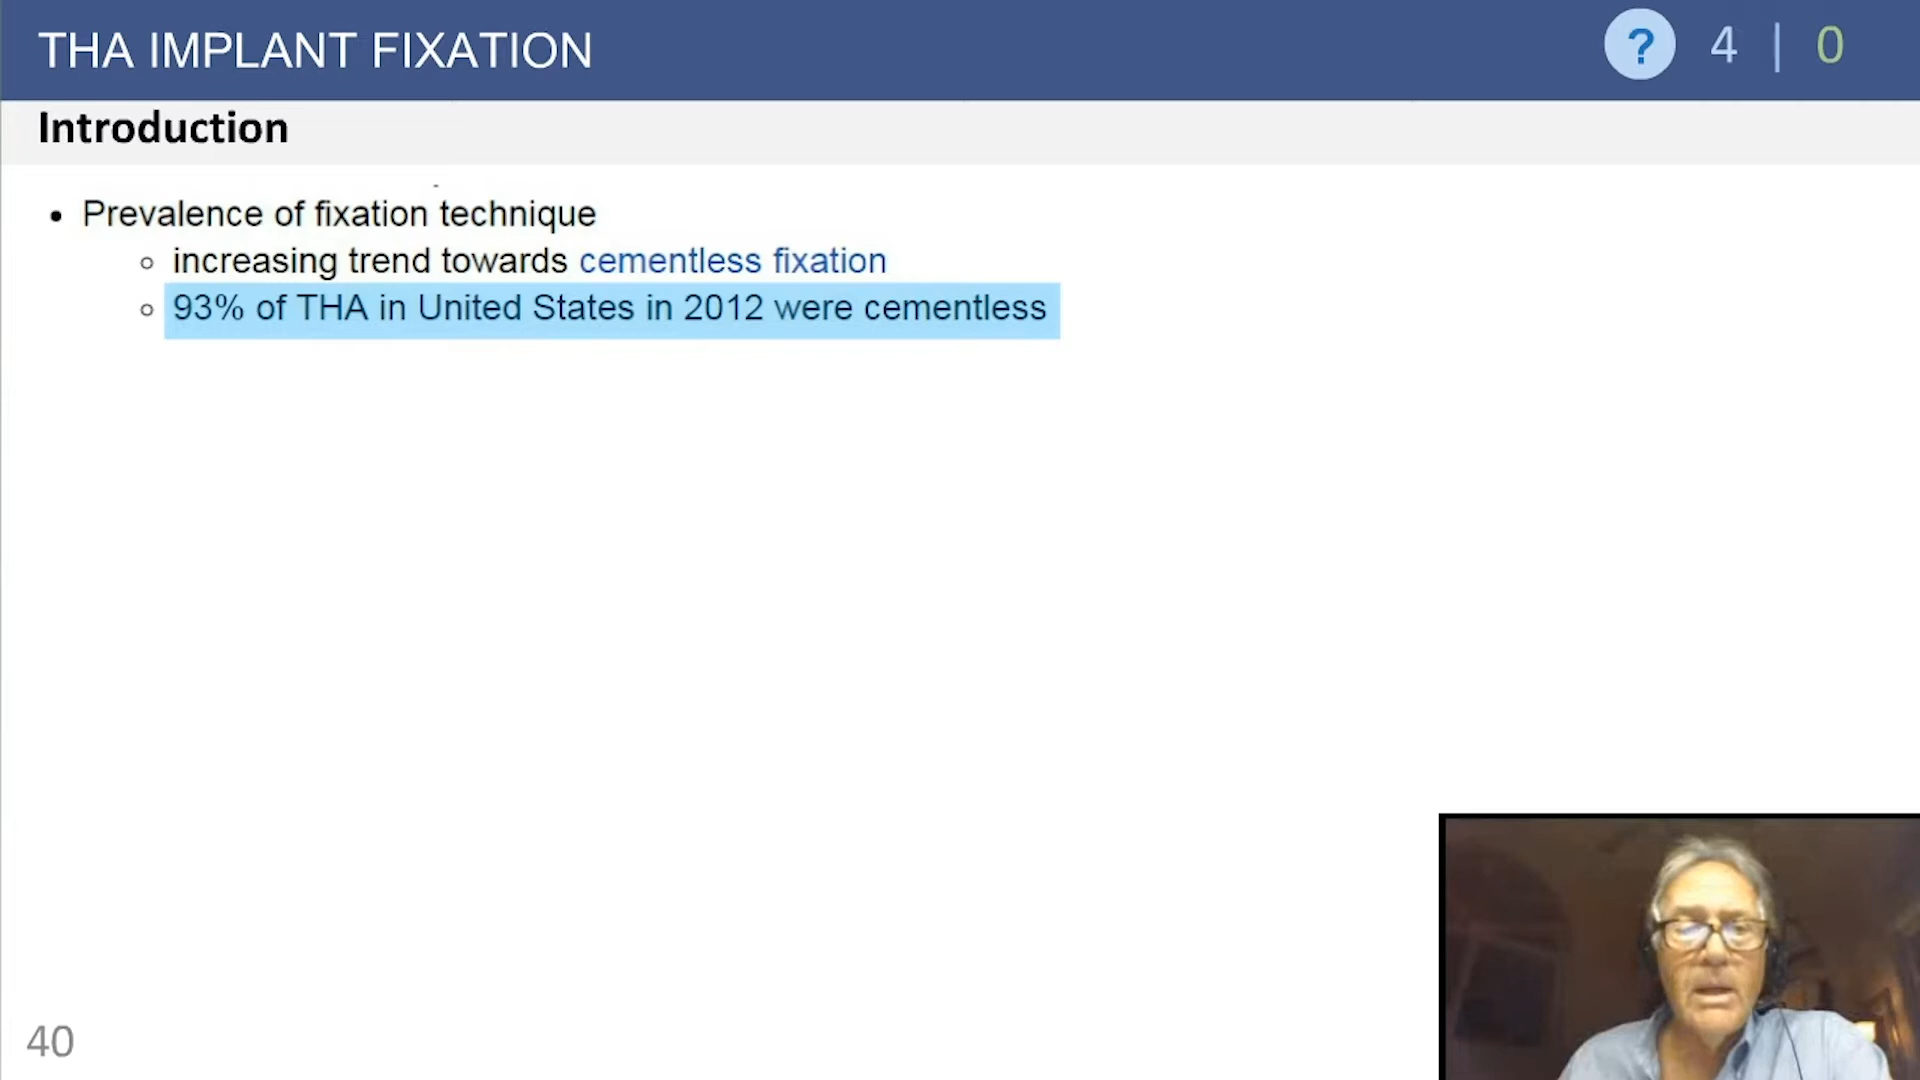 THA IMPLANT FIXATION
? 4 | 0
Introduction
• Prevalence of fixation technique
○ increasing trend towards cementless fixation
○ 93% of THA in United States in 2012 were cementless
40